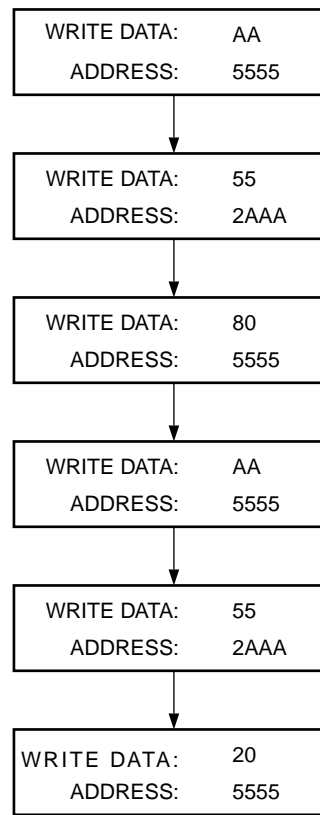 WRITE DATA: AA
ADDRESS: 5555
WRITE DATA: 55
ADDRESS: 2AAA
WRITE DATA: 80
ADDRESS: 5555
WRITE DATA: AA
ADDRESS: 5555
WRITE DATA: 55
ADDRESS: 2AAA
WRITE DATA: 20
ADDRESS: 5555